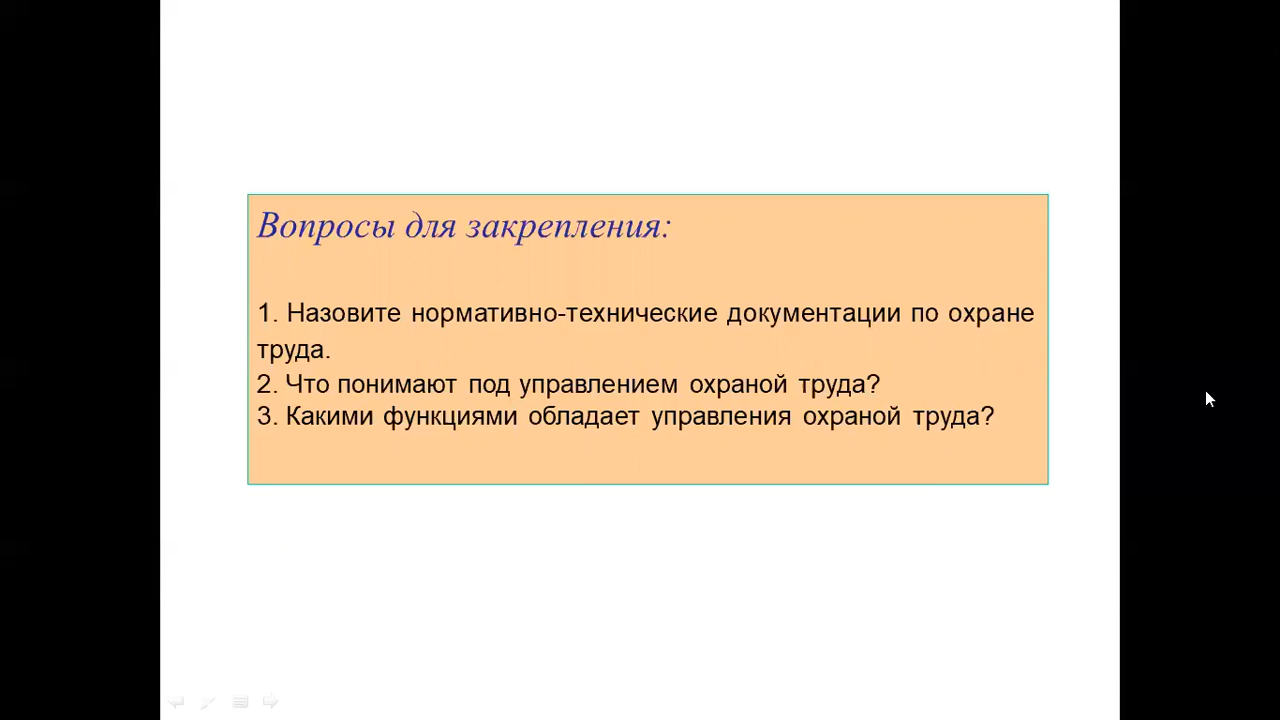 Вопросы для закрепления:
1. Назовите нормативно-технические документации по охране
труда.
2. Что понимают под управлением охраной труда?
3. Какими функциями обладает управления охраной труда?